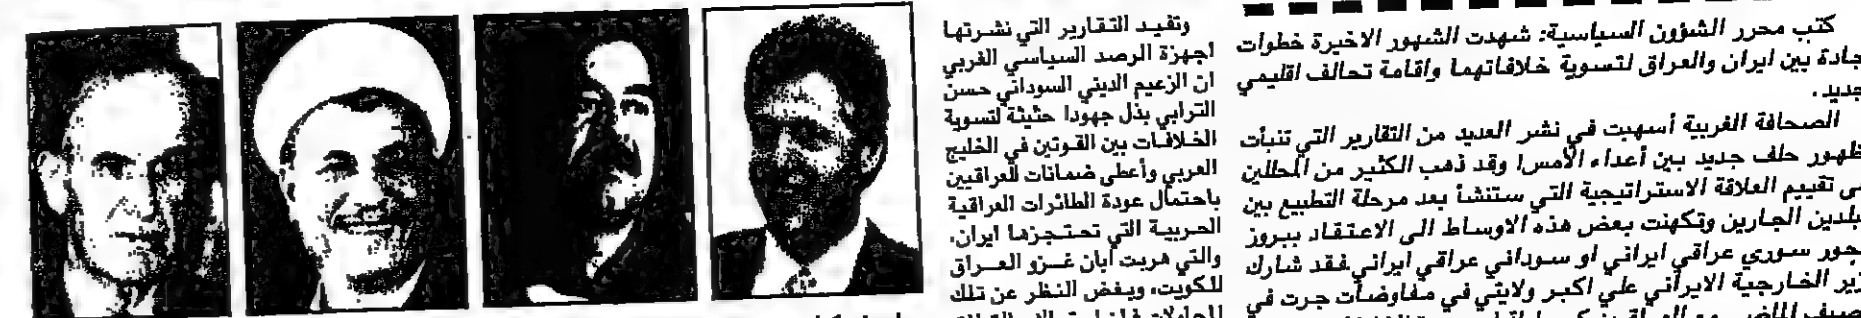 كتب محرر الشؤون السياسية: شهدت الشهور الاخيرة خطوات
جادة بين ايران والعراق لتسوية خلافاتهما واقامة تحالف اقليمي
جديد.
الصحافة الغربية أسهبت في نشر العديد من التقارير التي تنبأت
ظهور حلف جديد بين أعداء الأمس! وقد ذهب الكثير من المحللين
تقييم العلاقة الاستراتيجية التي ستنشأ بعد مرحلة التطبيع بين
بلدين الجارين وتكهنت بعض هذه الاوساط الى الاعتقاد ببروز
سوري عراقي ايراني او سوداني عراقي ايراني فقد شارك
الخارجية الايراني علي اكبر ولايتي في مفاوضات جرت في
وتفيد التقارير التي نشرتها
اجهزة الرصد السياسي الغربي
ان الزعيم الديني السوداني حسن
الترابي بذل جهودا حثيثة لتسوية
الخلافات بين القوتين في الخليج
العربي وأعطى ضمانات للعراقيين
باحتمال عودة الطائرات العراقية
الحربية التي تحتجزها ايران،
والتي هربت أبان غزو العراق
للكويت، وبغض النظر عن تلك